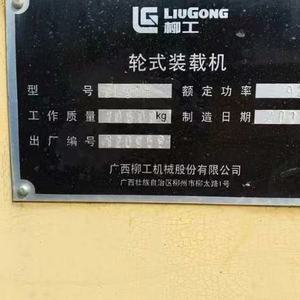 LIUGONG
柳工
轮式装载机
型号 额定功率
工作质量 kg 制造日期
出厂编号
广西柳工机械股份有限公司
广西壮族自治区柳州市柳太路1号